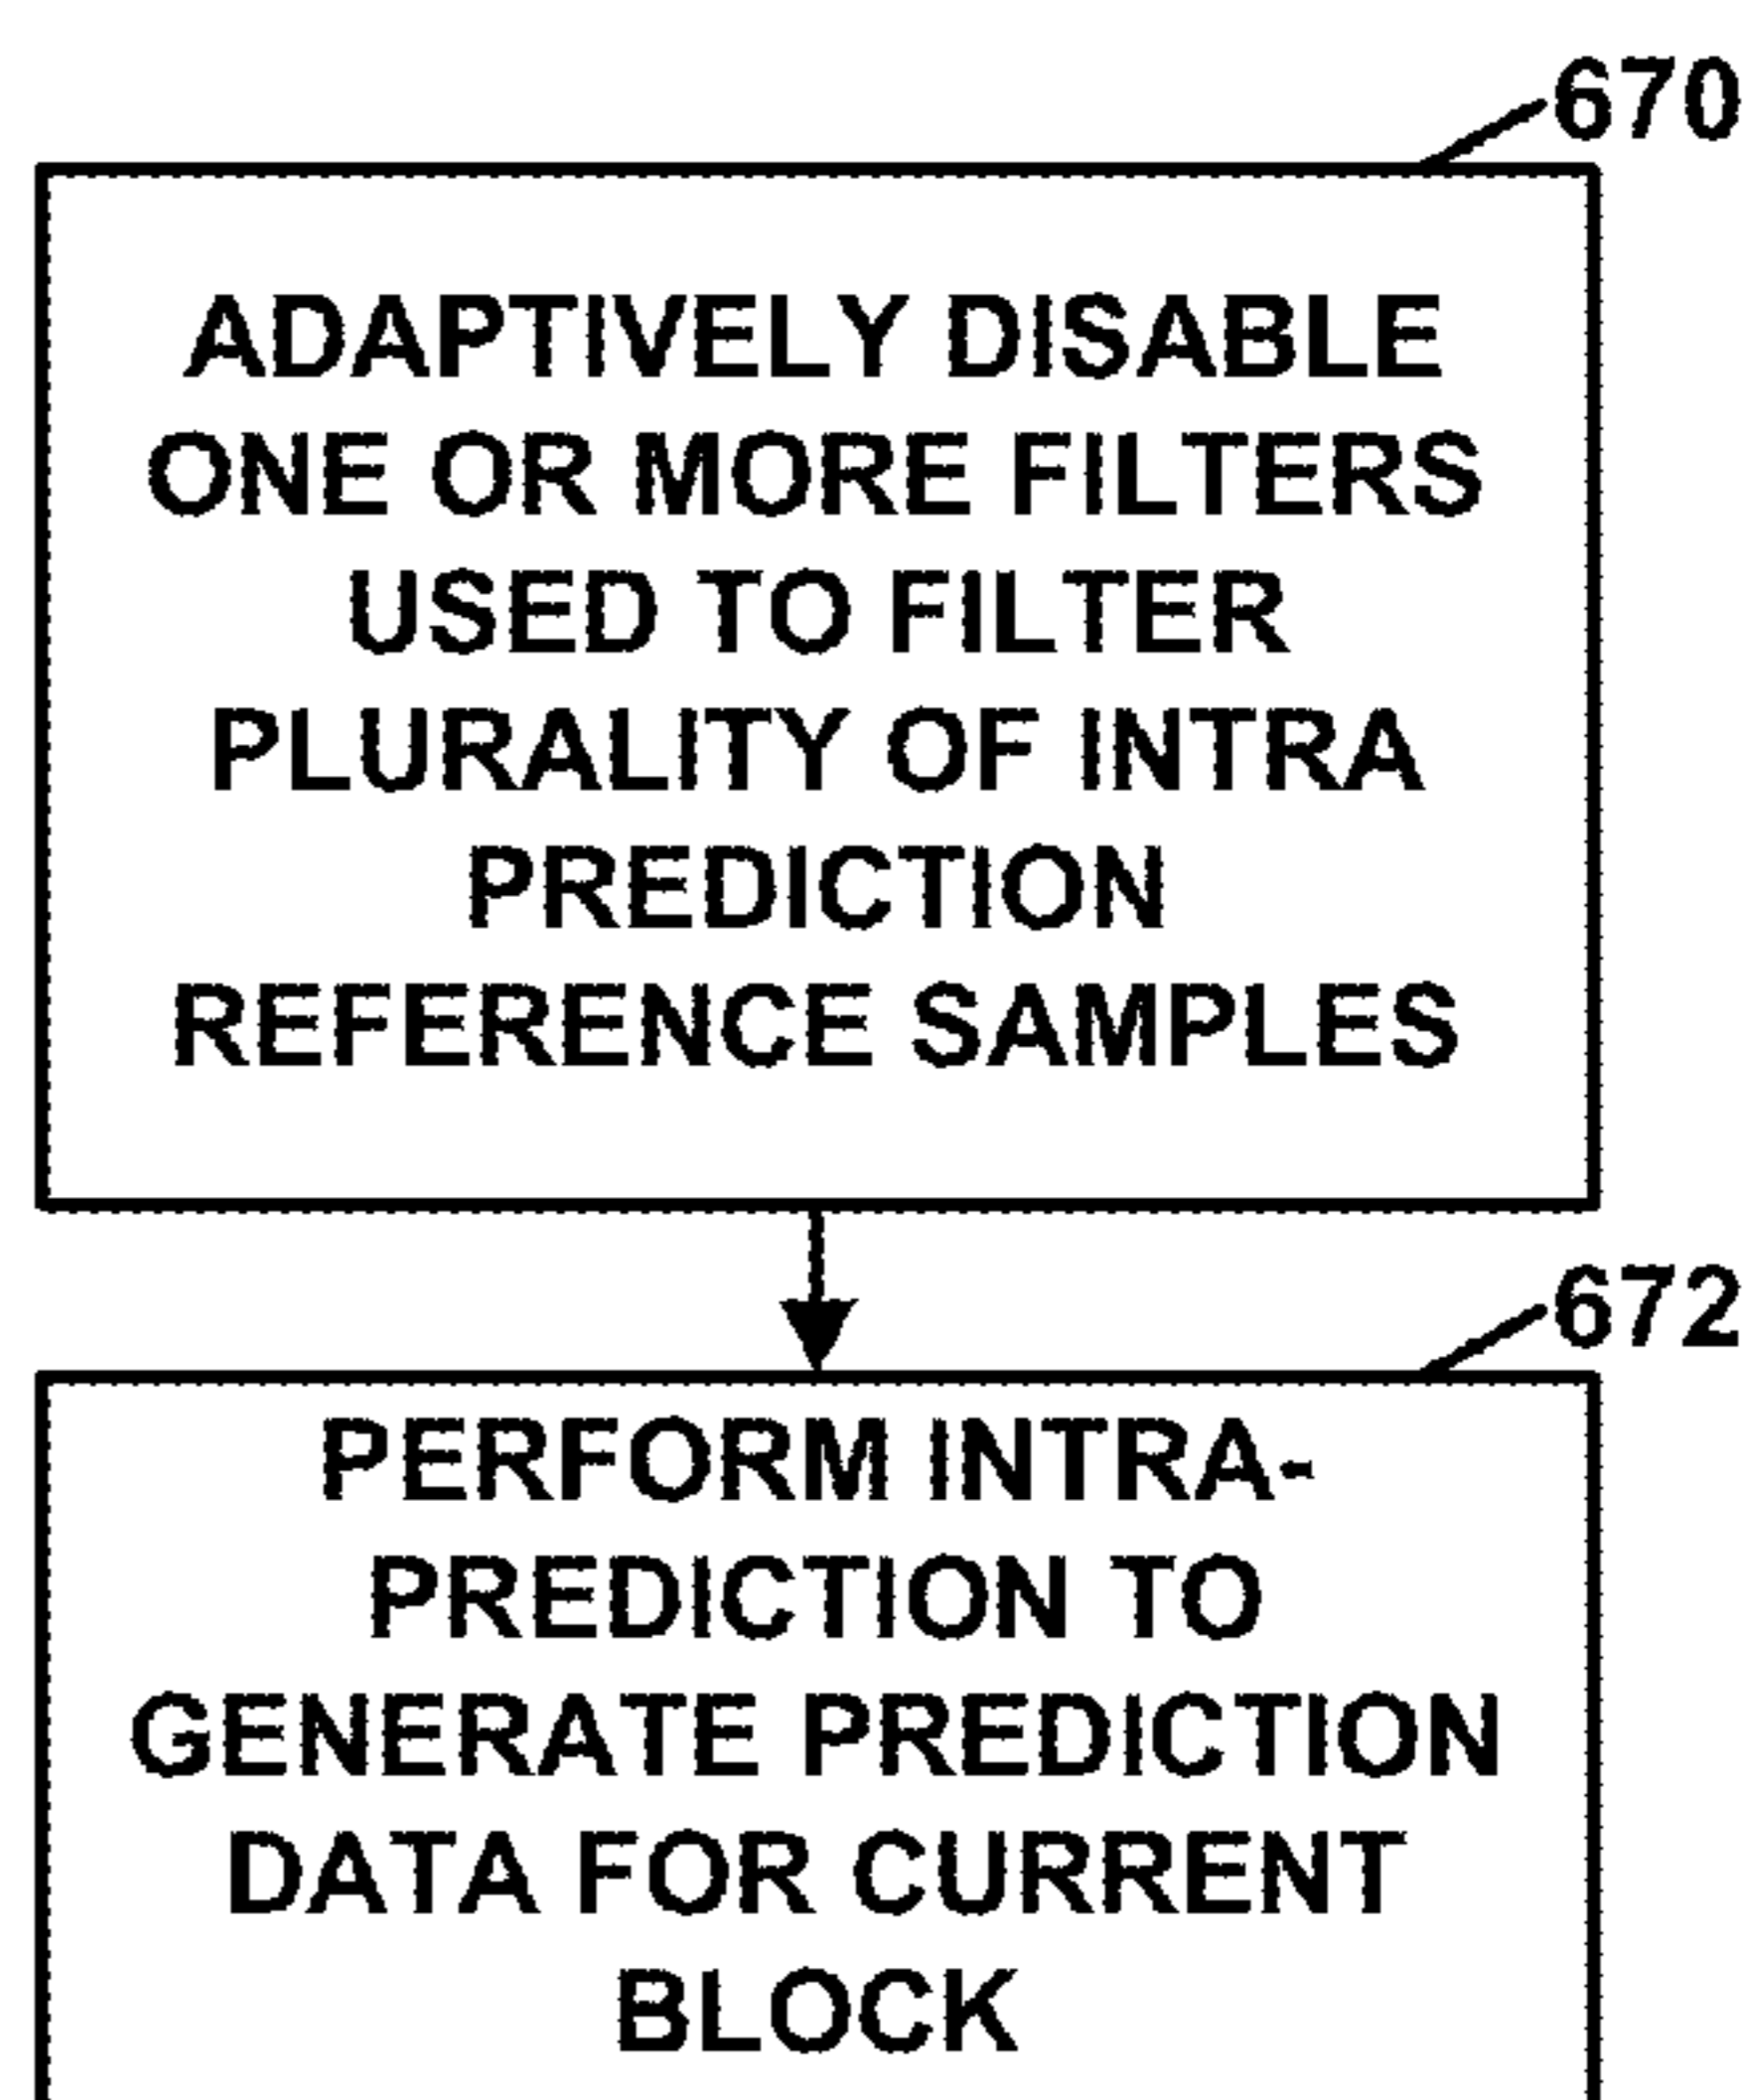 670
ADAPTIVELY DISABLE
ONE OR MORE FILTERS
USED TO FILTER
PLURALITY OF INTRA
PREDICTION
REFERENCE SAMPLES
672
PERFORM INTRA-
PREDICTION TO
GENERATE PREDICTION
DATA FOR CURRENT
BLOCK